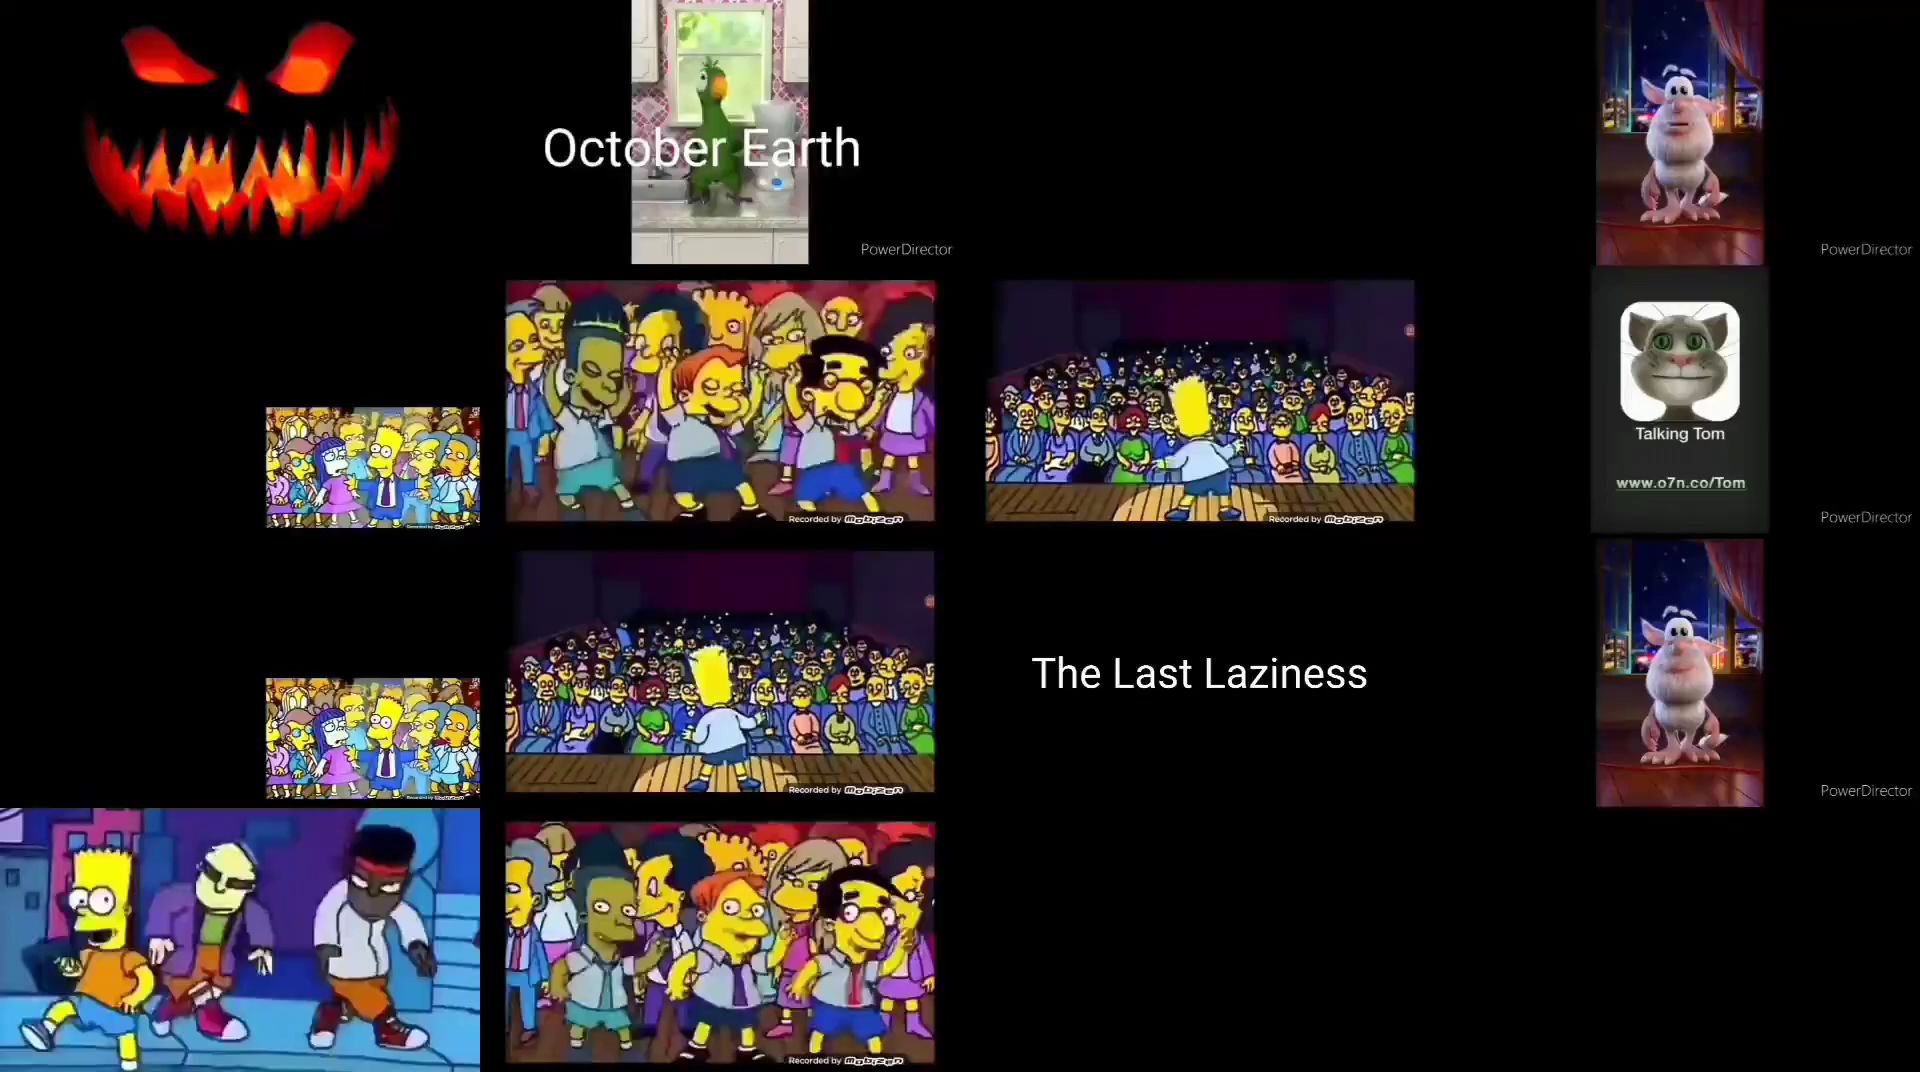 October Earth
PowerDirector
PowerDirector
Recorded by mobizen
Recorded by mobizen
Talking Tom
www.o7n.co/Tom
PowerDirector
Recorded by mobizen
The Last Laziness
PowerDirector
Recorded by mobizen